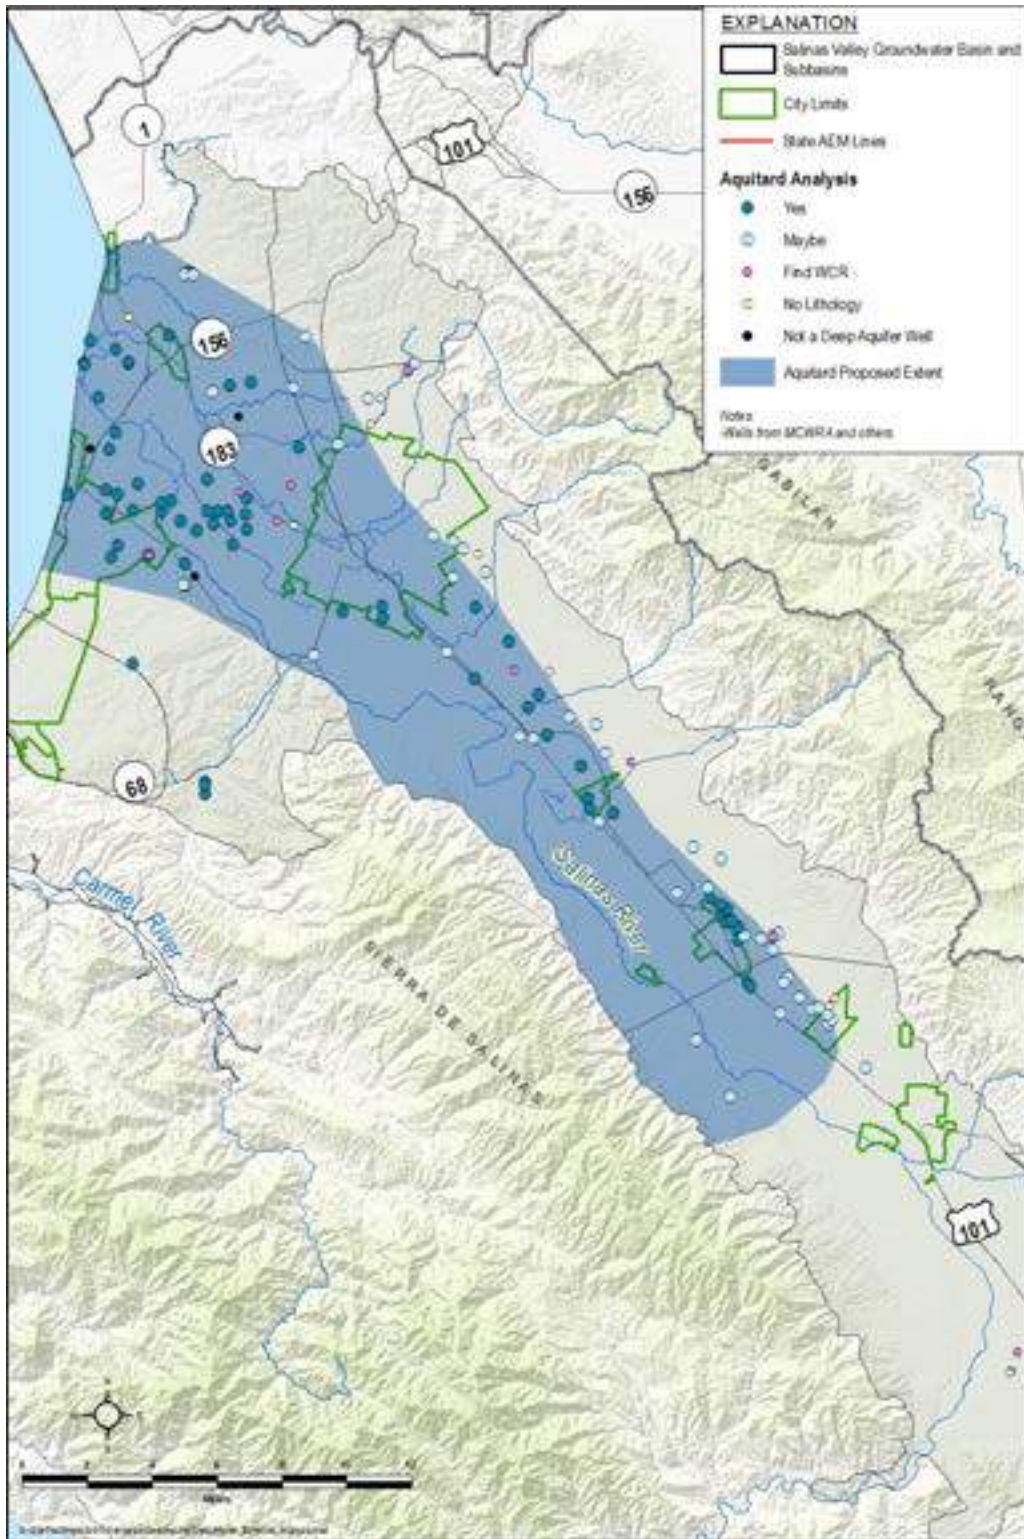 EXPLANATION
Salinas Valley Groundwater Basin and
Subbasins
City Limits
State AEM Lines
Aquitard Analysis
Yes
Maybe
Find WCR
No Lithology
Not a Deep Aquifer Well
Aquitard Proposed Extent
Notes
-Wells from MCWRA and others
1
101
156
156
183
GABILAN
RANG
68
Salinas River
Carmel River
SIERRA DE SALINAS
101
Miles